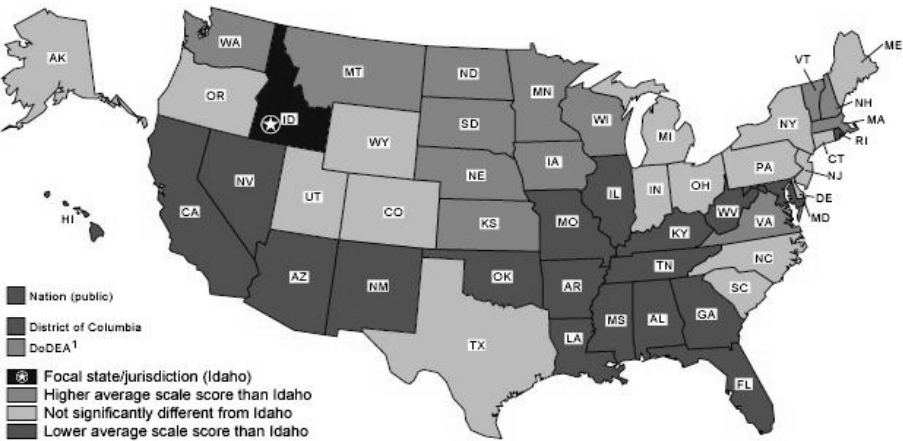 WA
AK
MT
ND
ME
VT
OR
ID
MN
NH
SD
WI
MA
NY
MI
RI
WY
CT
IA
PA
NE
NJ
NV
OH
IN
IL
DE
UT
CO
WV
MD
CA
KS
MO
VA
HI
KY
NC
TN
AZ
OK
NM
AR
SC
MS
AL
GA
LA
TX
FL
Nation (public)
District of Columbia
DoDEA¹
Focal state/jurisdiction (Idaho)
Higher average scale score than Idaho
Not significantly different from Idaho
Lower average scale score than Idaho